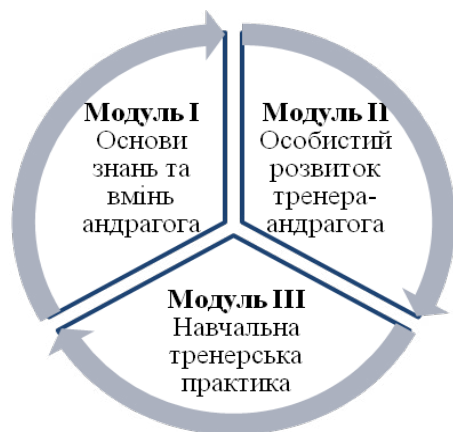 Модуль І
Основи
знань та
вмінь
андрагога
Модуль ІІ
Особистий
розвиток
тренера-
андрагога
Модуль ІІІ
Навчальна
тренерська
практика